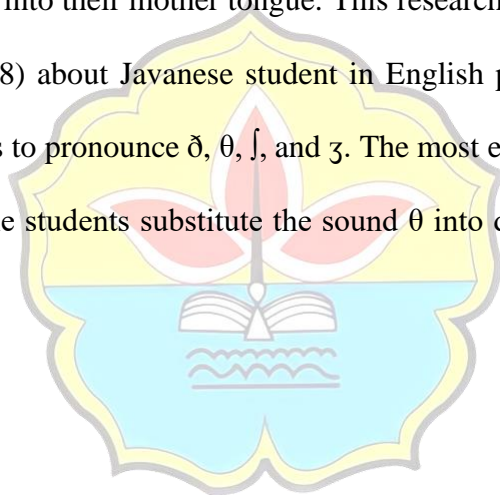 into their mother tongue. This research
8) about Javanese student in English
s to pronounce ð, θ, ʃ, and ʒ. The most
e students substitute the sound θ into